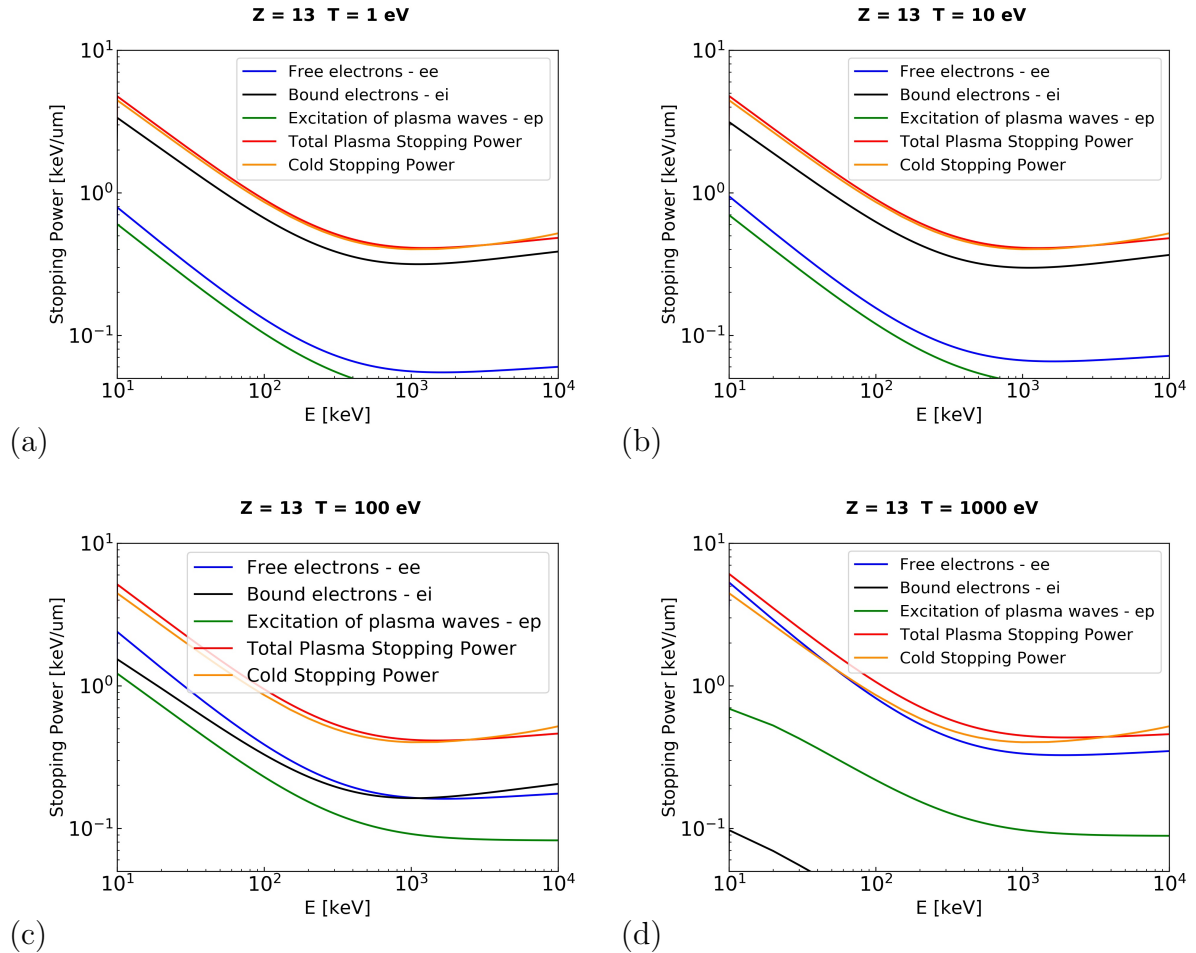 Z = 13  T = 1 eV
10^1
10^0
10^{-1}
Stopping Power [keV/um]
Free electrons - ee
Bound electrons - ei
Excitation of plasma waves - ep
Total Plasma Stopping Power
Cold Stopping Power
10^1 10^2 10^3 10^4
E [keV]
(a)
Z = 13  T = 10 eV
10^1
10^0
10^{-1}
Stopping Power [keV/um]
Free electrons - ee
Bound electrons - ei
Excitation of plasma waves - ep
Total Plasma Stopping Power
Cold Stopping Power
10^1 10^2 10^3 10^4
E [keV]
(b)
Z = 13  T = 100 eV
10^1
10^0
10^{-1}
Stopping Power [keV/um]
Free electrons - ee
Bound electrons - ei
Excitation of plasma waves - ep
Total Plasma Stopping Power
Cold Stopping Power
10^1 10^2 10^3 10^4
E [keV]
(c)
Z = 13  T = 1000 eV
10^1
10^0
10^{-1}
Stopping Power [keV/um]
Free electrons - ee
Bound electrons - ei
Excitation of plasma waves - ep
Total Plasma Stopping Power
Cold Stopping Power
10^1 10^2 10^3 10^4
E [keV]
(d)